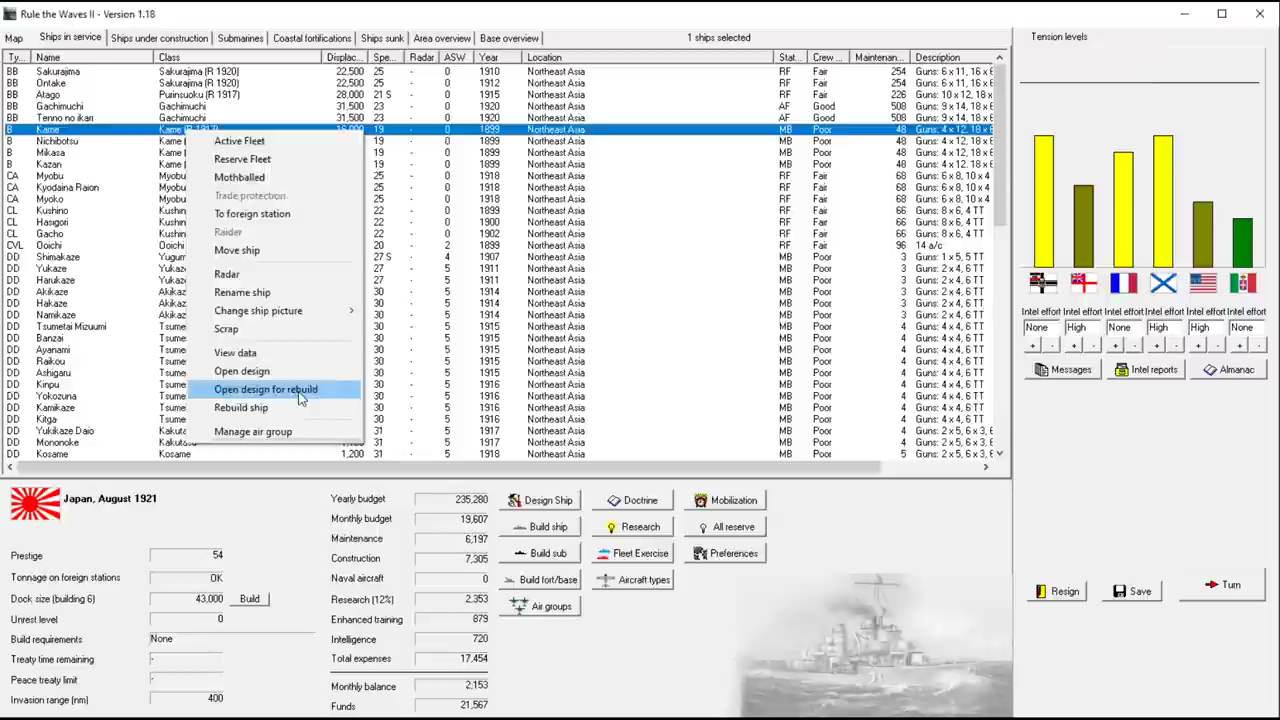 Rule the Waves II - Version 1.18
Map Ships in service Ships under construction Submarines Coastal fortifications Ships sunk Area overview Base overview 1 ships selected
Ty... Name Class Displac... Spe... Radar ASW Year Location Stat... Crew ... Maintenan... Description
BB Sakurajima Sakurajima (R 1920) 22,500 25 - 0 1910 Northeast Asia RF Fair 254 Guns: 6 x 11, 16 x 6
BB Ontake Sakurajima (R 1920) 22,500 25 - 0 1912 Northeast Asia RF Fair 254 Guns: 6 x 11, 16 x 6
BB Atago Purinsuoku (R 1917) 28,000 21 S - 0 1915 Northeast Asia RF Fair 226 Guns: 10 x 12, 18 x
BB Gachimuchi Gachimuchi 31,500 23 - 0 1920 Northeast Asia AF Good 508 Guns: 9 x 14, 18 x 6
BB Tenno no ikari Gachimuchi 31,500 23 - 0 1920 Northeast Asia AF Good 508 Guns: 9 x 14, 18 x 6
B Kame Kame (R 1917) 16,000 19 - 0 1899 Northeast Asia MB Poor 48 Guns: 4 x 12, 18 x 6
B Nichibotsu Kame 19 - 0 1899 Northeast Asia MB Poor 48 Guns: 4 x 12, 18 x 6
B Mikasa Kame 19 - 0 1899 Northeast Asia MB Poor 48 Guns: 4 x 12, 18 x 6
B Kazan Kame 19 - 0 1899 Northeast Asia MB Poor 48 Guns: 4 x 12, 18 x 6
CA Myobu Myobu 25 - 0 1918 Northeast Asia RF Fair 68 Guns: 6 x 8, 10 x 4
CA Kyodaina Raion Myobu 25 - 0 1918 Northeast Asia RF Fair 68 Guns: 6 x 8, 10 x 4
CA Myoko Myobu 25 - 0 1918 Northeast Asia RF Fair 68 Guns: 6 x 8, 10 x 4
CL Kushino Kushin 22 - 0 1899 Northeast Asia RF Fair 66 Guns: 8 x 6, 4 TT
CL Hasigori Kushin 22 - 0 1900 Northeast Asia RF Fair 66 Guns: 8 x 6, 4 TT
CL Gacho Kushin 22 - 0 1902 Northeast Asia RF Fair 66 Guns: 8 x 6, 4 TT
CVL Ooichi Ooichi 20 - 2 1899 Northeast Asia RF Fair 96 14 a/c
DD Shimakaze Yugum 27 S - 4 1907 Northeast Asia MB Poor 3 Guns: 1 x 5, 5 TT
DD Yukaze Yukaze 27 - 5 1911 Northeast Asia MB Poor 3 Guns: 2 x 4, 6 TT
DD Harukaze Yukaze 27 - 5 1911 Northeast Asia MB Poor 3 Guns: 2 x 4, 6 TT
DD Akikaze Akikaz 30 - 5 1914 Northeast Asia MB Poor 3 Guns: 2 x 4, 6 TT
DD Hakaze Akikaz 30 - 5 1914 Northeast Asia MB Poor 3 Guns: 2 x 4, 6 TT
DD Namikaze Akikaz 30 - 5 1914 Northeast Asia MB Poor 3 Guns: 2 x 4, 6 TT
DD Tsumetai Mizuumi Tsume 30 - 5 1915 Northeast Asia MB Poor 4 Guns: 4 x 4, 6 TT
DD Banzai Tsume 30 - 5 1915 Northeast Asia MB Poor 4 Guns: 4 x 4, 6 TT
DD Ayanami Tsume 30 - 5 1915 Northeast Asia MB Poor 4 Guns: 4 x 4, 6 TT
DD Raikou Tsume 30 - 5 1915 Northeast Asia MB Poor 4 Guns: 4 x 4, 6 TT
DD Ashigaru Tsume 30 - 5 1915 Northeast Asia MB Poor 4 Guns: 4 x 4, 6 TT
DD Kinpu Tsume 30 - 5 1916 Northeast Asia MB Poor 4 Guns: 4 x 4, 6 TT
DD Yokozuna Tsume 30 - 5 1916 Northeast Asia MB Poor 4 Guns: 4 x 4, 6 TT
DD Kamikaze Tsume 30 - 5 1916 Northeast Asia MB Poor 4 Guns: 4 x 4, 6 TT
DD Kitga Tsume 30 - 5 1916 Northeast Asia MB Poor 4 Guns: 4 x 4, 6 TT
DD Yukikaze Daio Kakuta 31 - 5 1917 Northeast Asia MB Poor 4 Guns: 2 x 5, 6 x 3, 6
DD Mononoke Kakuta 31 - 5 1917 Northeast Asia MB Poor 4 Guns: 2 x 5, 6 x 3, 6
DD Kosame Kosame 1,200 31 - 5 1918 Northeast Asia MB Poor 5 Guns: 2 x 5, 6 x 3, 6
Active Fleet
Reserve Fleet
Mothballed
Trade protection
To foreign station
Raider
Move ship
Radar
Rename ship
Change ship picture
Scrap
View data
Open design
Open design for rebuild
Rebuild ship
Manage air group
Tension levels
Intel effort Intel effort Intel effort Intel effort Intel effort Intel effort
None High None High High None
+ - + - + - + - + - + -
Messages Intel reports Almanac
Japan, August 1921
Prestige 54
Tonnage on foreign stations OK
Dock size (building 6) 43,000 Build
Unrest level 0
Build requirements None
Treaty time remaining -
Peace treaty limit -
Invasion range (nm) 400
Yearly budget 235,280
Monthly budget 19,607
Maintenance 6,197
Construction 7,305
Naval aircraft 0
Research (12%) 2,353
Enhanced training 879
Intelligence 720
Total expenses 17,454
Monthly balance 2,153
Funds 21,567
Design Ship Doctrine Mobilization
Build ship Research All reserve
Build sub Fleet Exercise Preferences
Build fort/base Aircraft types
Air groups
Resign Save Turn